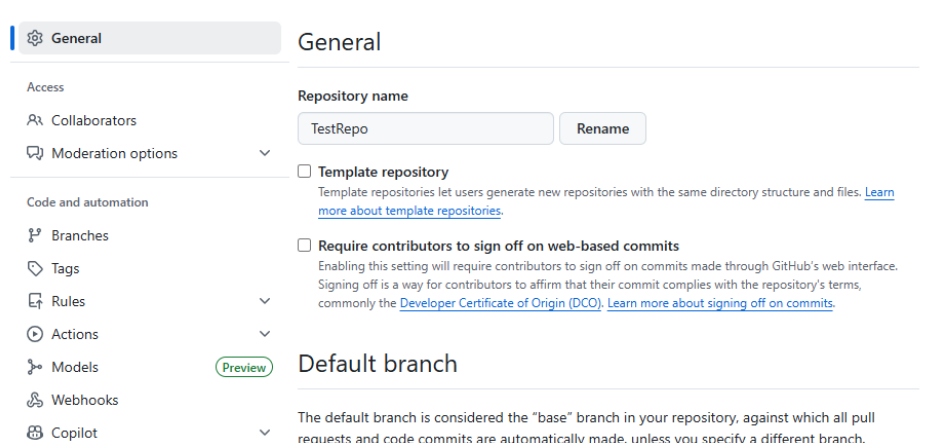 General
Access
Collaborators
Moderation options
Code and automation
Branches
Tags
Rules
Actions
Models Preview
Webhooks
Copilot
General
Repository name
TestRepo Rename
Template repository
Template repositories let users generate new repositories with the same directory structure and files. Learn
more about template repositories.
Require contributors to sign off on web-based commits
Enabling this setting will require contributors to sign off on commits made through GitHub's web interface.
Signing off is a way for contributors to affirm that their commit complies with the repository's terms,
commonly the Developer Certificate of Origin (DCO). Learn more about signing off on commits.
Default branch
The default branch is considered the “base” branch in your repository, against which all pull
requests and code commits are automatically made, unless you specify a different branch.